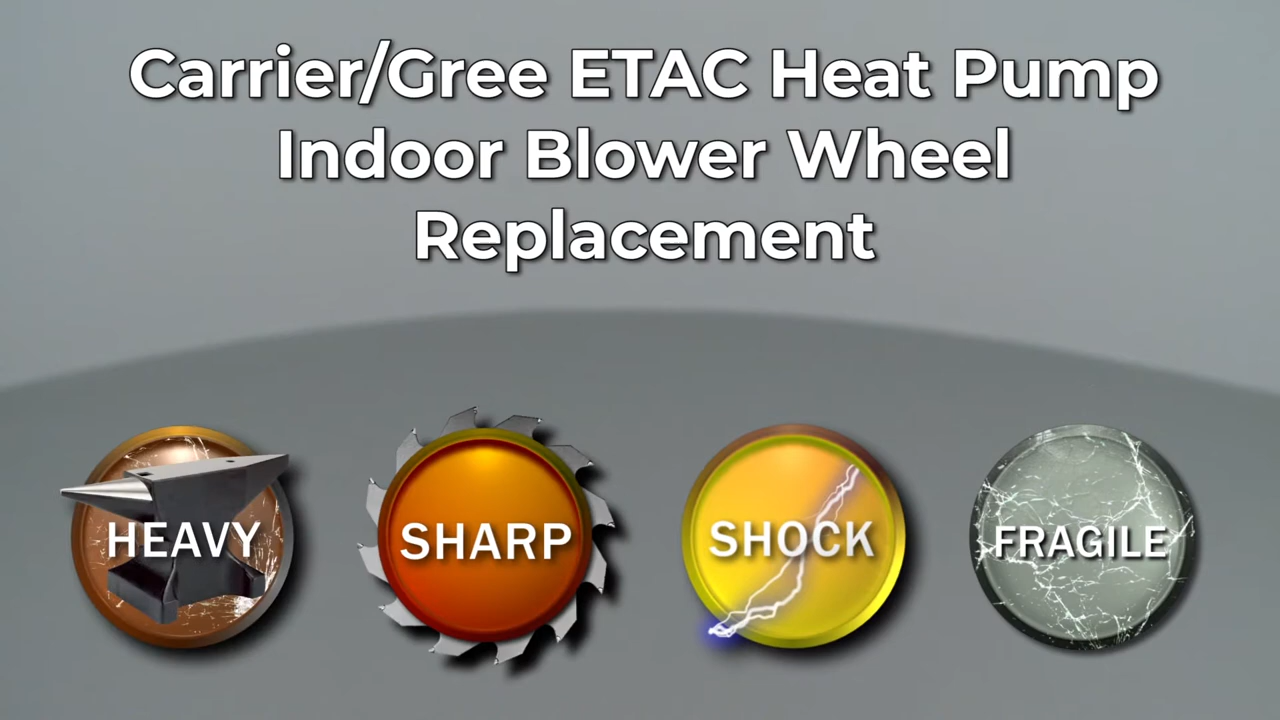 Carrier/Gree ETAC Heat Pump
Indoor Blower Wheel
Replacement
HEAVY
SHARP
SHOCK
FRAGILE